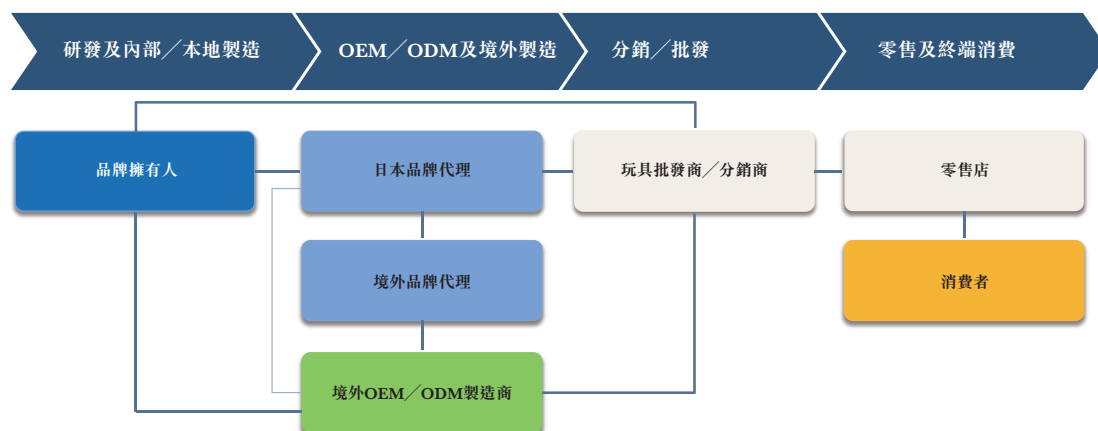 研發及內部／本地製造
OEM／ODM及境外製造
分銷／批發
零售及終端消費
品牌擁有人
日本品牌代理
玩具批發商／分銷商
零售店
境外品牌代理
消費者
境外OEM／ODM製造商